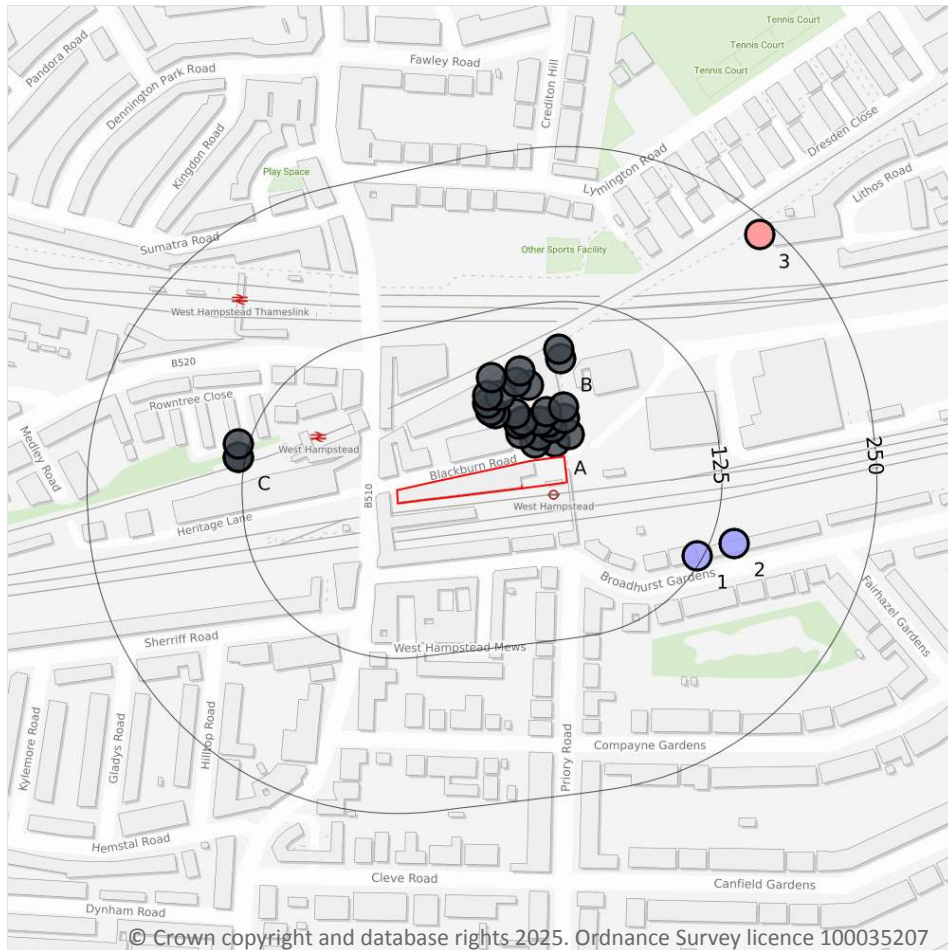 Tennis Court
Tennis Court
Tennis Court
Pandora Road
Dennington Park Road
Kingdon Road
Fawley Road
Crediton Hill
Dresden Close
Lymington Road
Lithos Road
Play Space
Sumatra Road
Other Sports Facility
3
West Hampstead Thameslink
B520
Rowntree Close
Medley Road
West Hampstead
B
C
Heritage Lane
B510
Blackburn Road
A
West Hampstead
125
250
1
2
Broadhurst Gardens
Fairhazel Gardens
Sherriff Road
West Hampstead Mews
Kylemore Road
Gladys Road
Hilltop Road
Priory Road
Compayne Gardens
Hemstal Road
Cleve Road
Canfield Gardens
Dynham Road
© Crown copyright and database rights 2025. Ordnance Survey licence 100035207